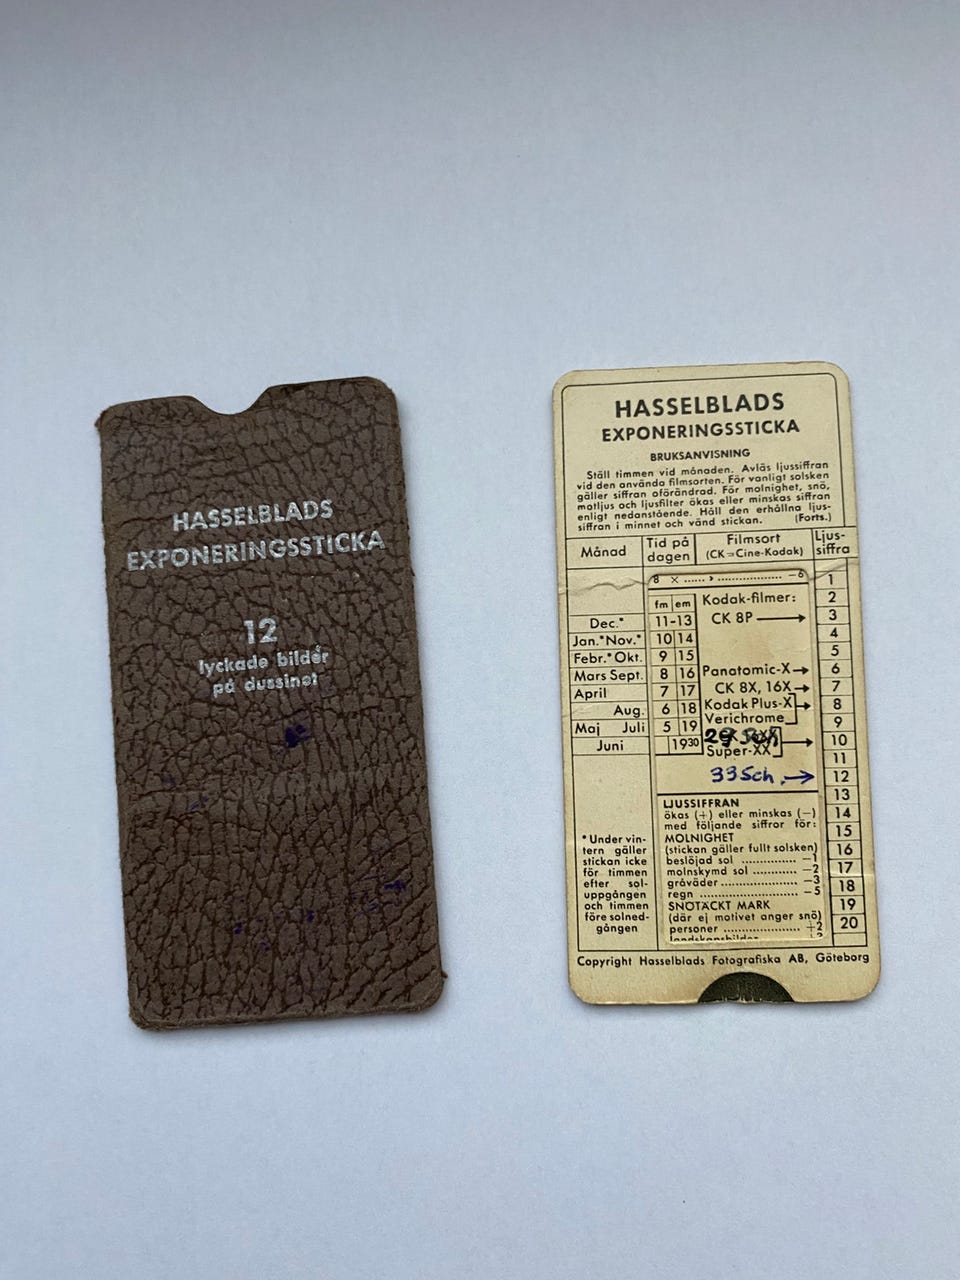 HASSELBLADS
EXPONERINGSSTICKA
12
lyckade bilder
på dussinet
HASSELBLADS
EXPONERINGSSTICKA
BRUKSANVISNING
Ställ timmen vid månaden. Avläs ljussiffran
vid den använda filmsorten. För vanligt solsken
gäller siffran oförändrad. För molnighet, snö,
motljus och ljusfilter ökas eller minskas siffran
enligt nedanstående. Håll den erhållna ljus-
siffran i minnet och vänd stickan. (Forts.)
Månad
Tid på
dagen
Filmsort
(CK=Cine-Kodak)
Ljus-
siffra
8 × ...... › .................. −6
1
fm em Kodak-filmer:
2
Dec.* 11-13 CK 8P
3
Jan.*Nov.* 10 14
4
Febr.*Okt. 9 15
5
Mars Sept. 8 16 Panatomic-X
6
April 7 17 CK 8X, 16X
7
Aug. 6 18 Kodak Plus-X
8
Maj Juli 5 19 Verichrome
9
Juni 19³⁰ 29 Sch
10
Super-XX
11
33Sch.
12
13
LJUSSIFFRAN
ökas (+) eller minskas (−)
14
med följande siffror för:
15
MOLNIGHET
(stickan gäller fullt solsken)
16
beslöjad sol .............. −1
molnskymd sol ........... −2
17
gråväder ................. −3
18
regn ........................ −5
SNÖTÄCKT MARK
19
(där ej motivet anger snö)
20
personer ................... +2
landskapsbilder
*Under vin-
tern gäller
stickan icke
för timmen
efter sol-
uppgången
och timmen
före solned-
gången
Copyright Hasselblads Fotografiska AB, Göteborg